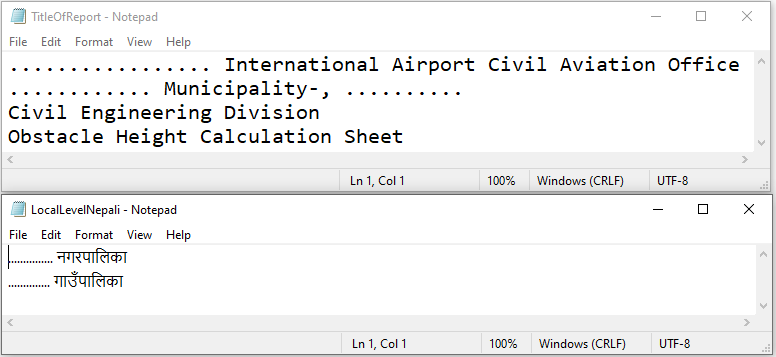 TitleOfReport - Notepad
File Edit Format View Help
................. International Airport Civil Aviation Office
............ Municipality-, ..........
Civil Engineering Division
Obstacle Height Calculation Sheet
Ln 1, Col 1 100% Windows (CRLF) UTF-8
LocalLevelNepali - Notepad
File Edit Format View Help
............... नगरपालिका
.............. गाउँपालिका
Ln 1, Col 1 100% Windows (CRLF) UTF-8